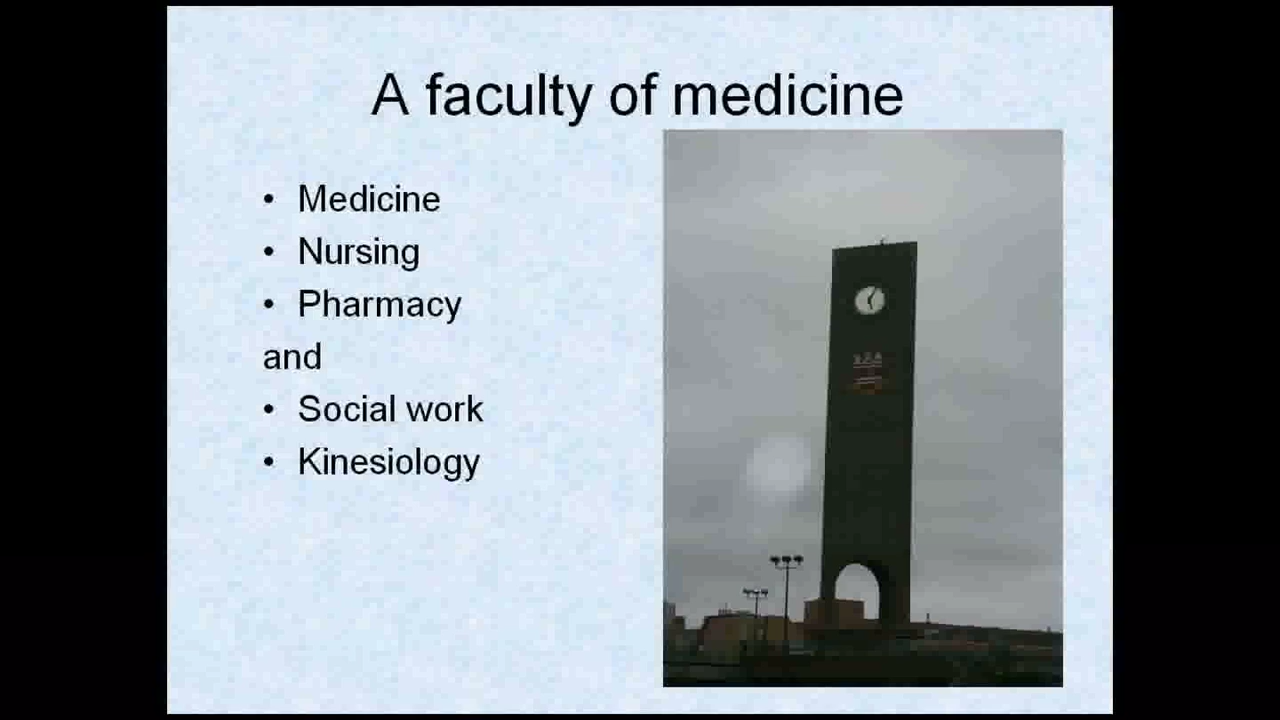 A faculty of medicine
• Medicine
• Nursing
• Pharmacy
and
• Social work
• Kinesiology